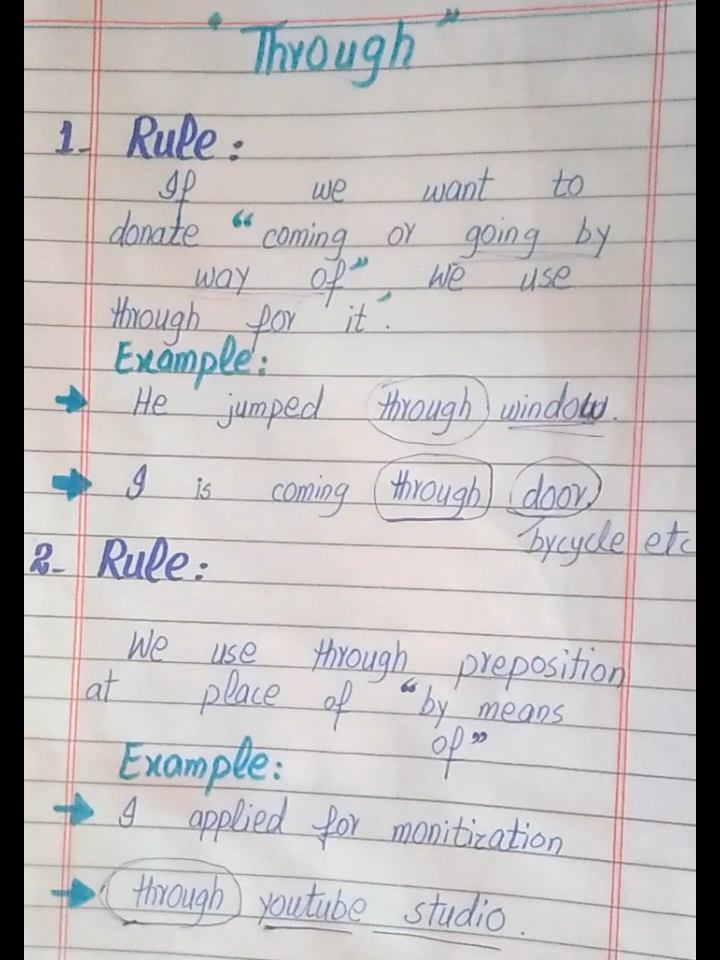 "Through"
1- Rule:
If we want to
donate "coming or going by
way of" we use
through for it'.
Example:
→ He jumped through window.
→ I is coming through door
bycycle etc
2- Rule:
We use through preposition
at place of "by means
of"
Example:
→ I applied for monitization
→ through youtube studio.